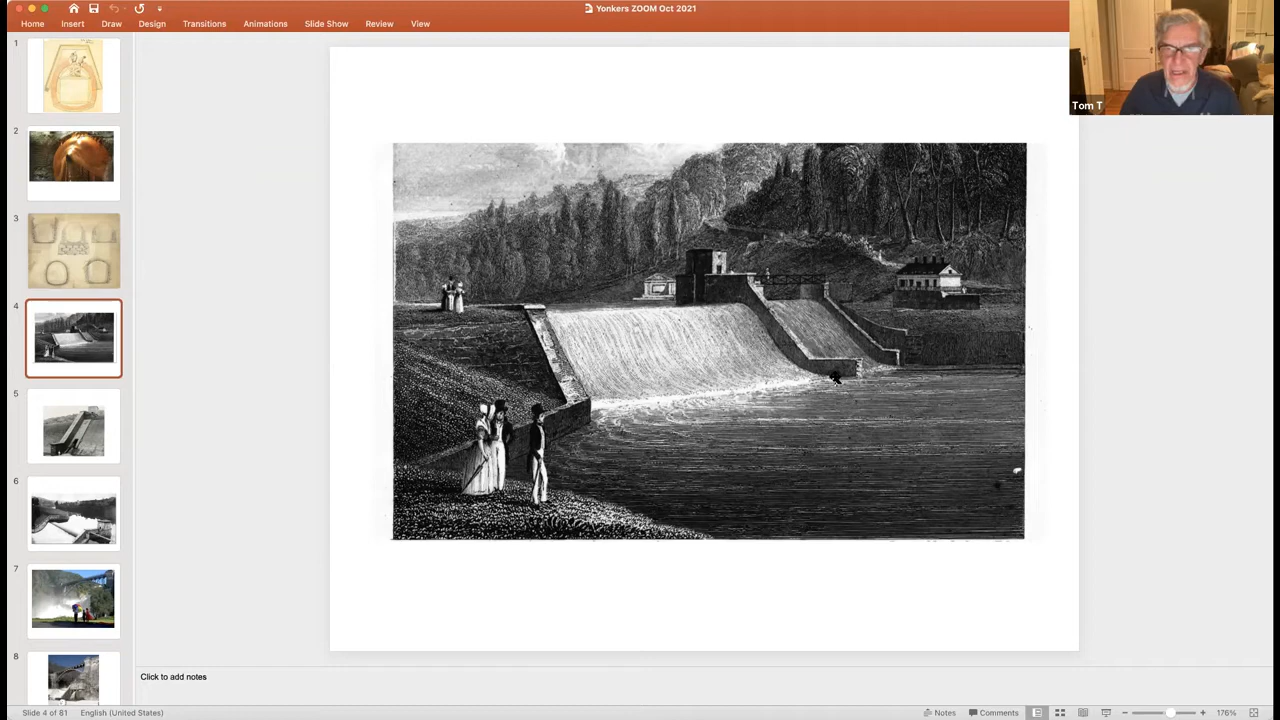 Yonkers ZOOM Oct 2021
Home Insert Draw Design Transitions Animations Slide Show Review View
Tom T
1
2
3
4
5
6
7
8
Click to add notes
Slide 4 of 81 English (United States) Notes Comments 176%